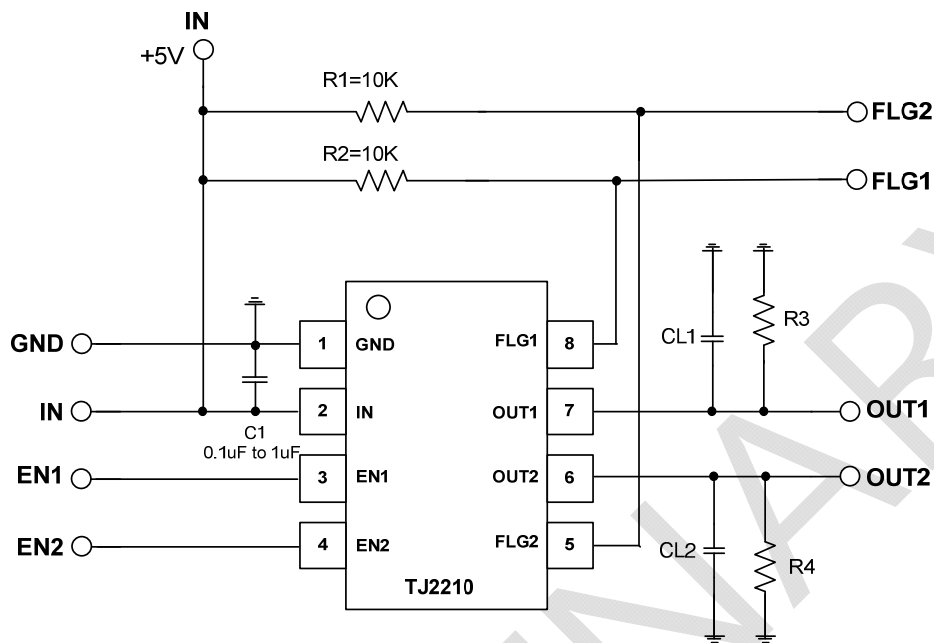 IN
+5V
R1=10K
FLG2
R2=10K
FLG1
GND
1
GND
FLG1
8
CL1
R3
IN
2
IN
OUT1
7
OUT1
C1
0.1uF to 1uF
EN1
3
EN1
OUT2
6
OUT2
EN2
4
EN2
FLG2
5
CL2
R4
TJ2210